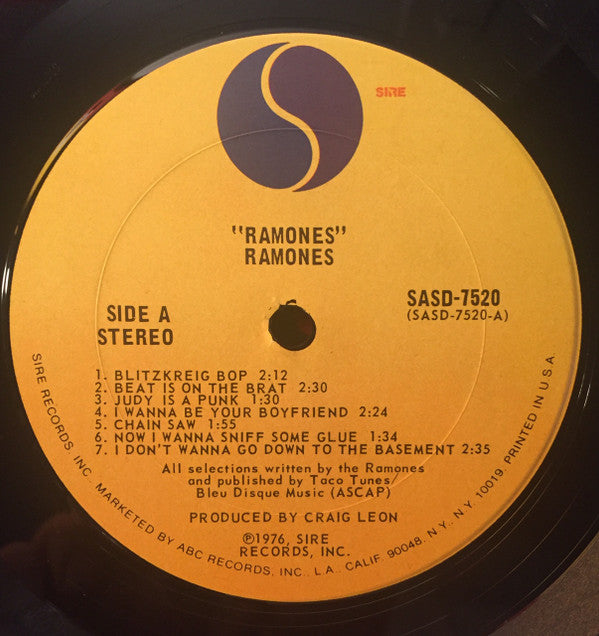 SIRE
"RAMONES"
RAMONES
SIDE A
STEREO
SASD-7520
(SASD-7520-A)
1. BLITZKREIG BOP 2:12
2. BEAT IS ON THE BRAT 2:30
3. JUDY IS A PUNK 1:30
4. I WANNA BE YOUR BOYFRIEND 2:24
5. CHAIN SAW 1:55
6. NOW I WANNA SNIFF SOME GLUE 1:34
7. I DON'T WANNA GO DOWN TO THE BASEMENT 2:35
All selections written by the Ramones
and published by Taco Tunes
Bleu Disque Music (ASCAP)
PRODUCED BY CRAIG LEON
℗1976, SIRE
RECORDS, INC.
SIRE RECORDS, INC. MARKETED BY ABC RECORDS, INC., L.A., CALIF. 90048. N.Y., N.Y. 10019. PRINTED IN U.S.A.